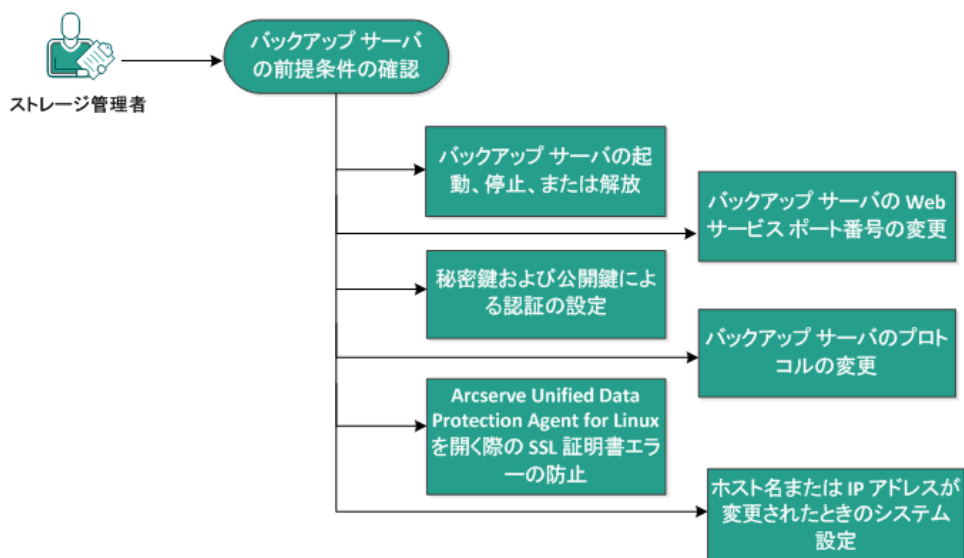 バックアップ サーバ
の前提条件の確認
ストレージ管理者
バックアップ サーバの起
動、停止、または解放
バックアップ サーバの Web
サービス ポート番号の変更
秘密鍵および公開鍵によ
る認証の設定
バックアップ サーバのプロト
コルの変更
Arcserve Unified Data
Protection Agent for Linux
を開く際の SSL 証明書エラ
ーの防止
ホスト名または IP アドレスが
変更されたときのシステム
設定